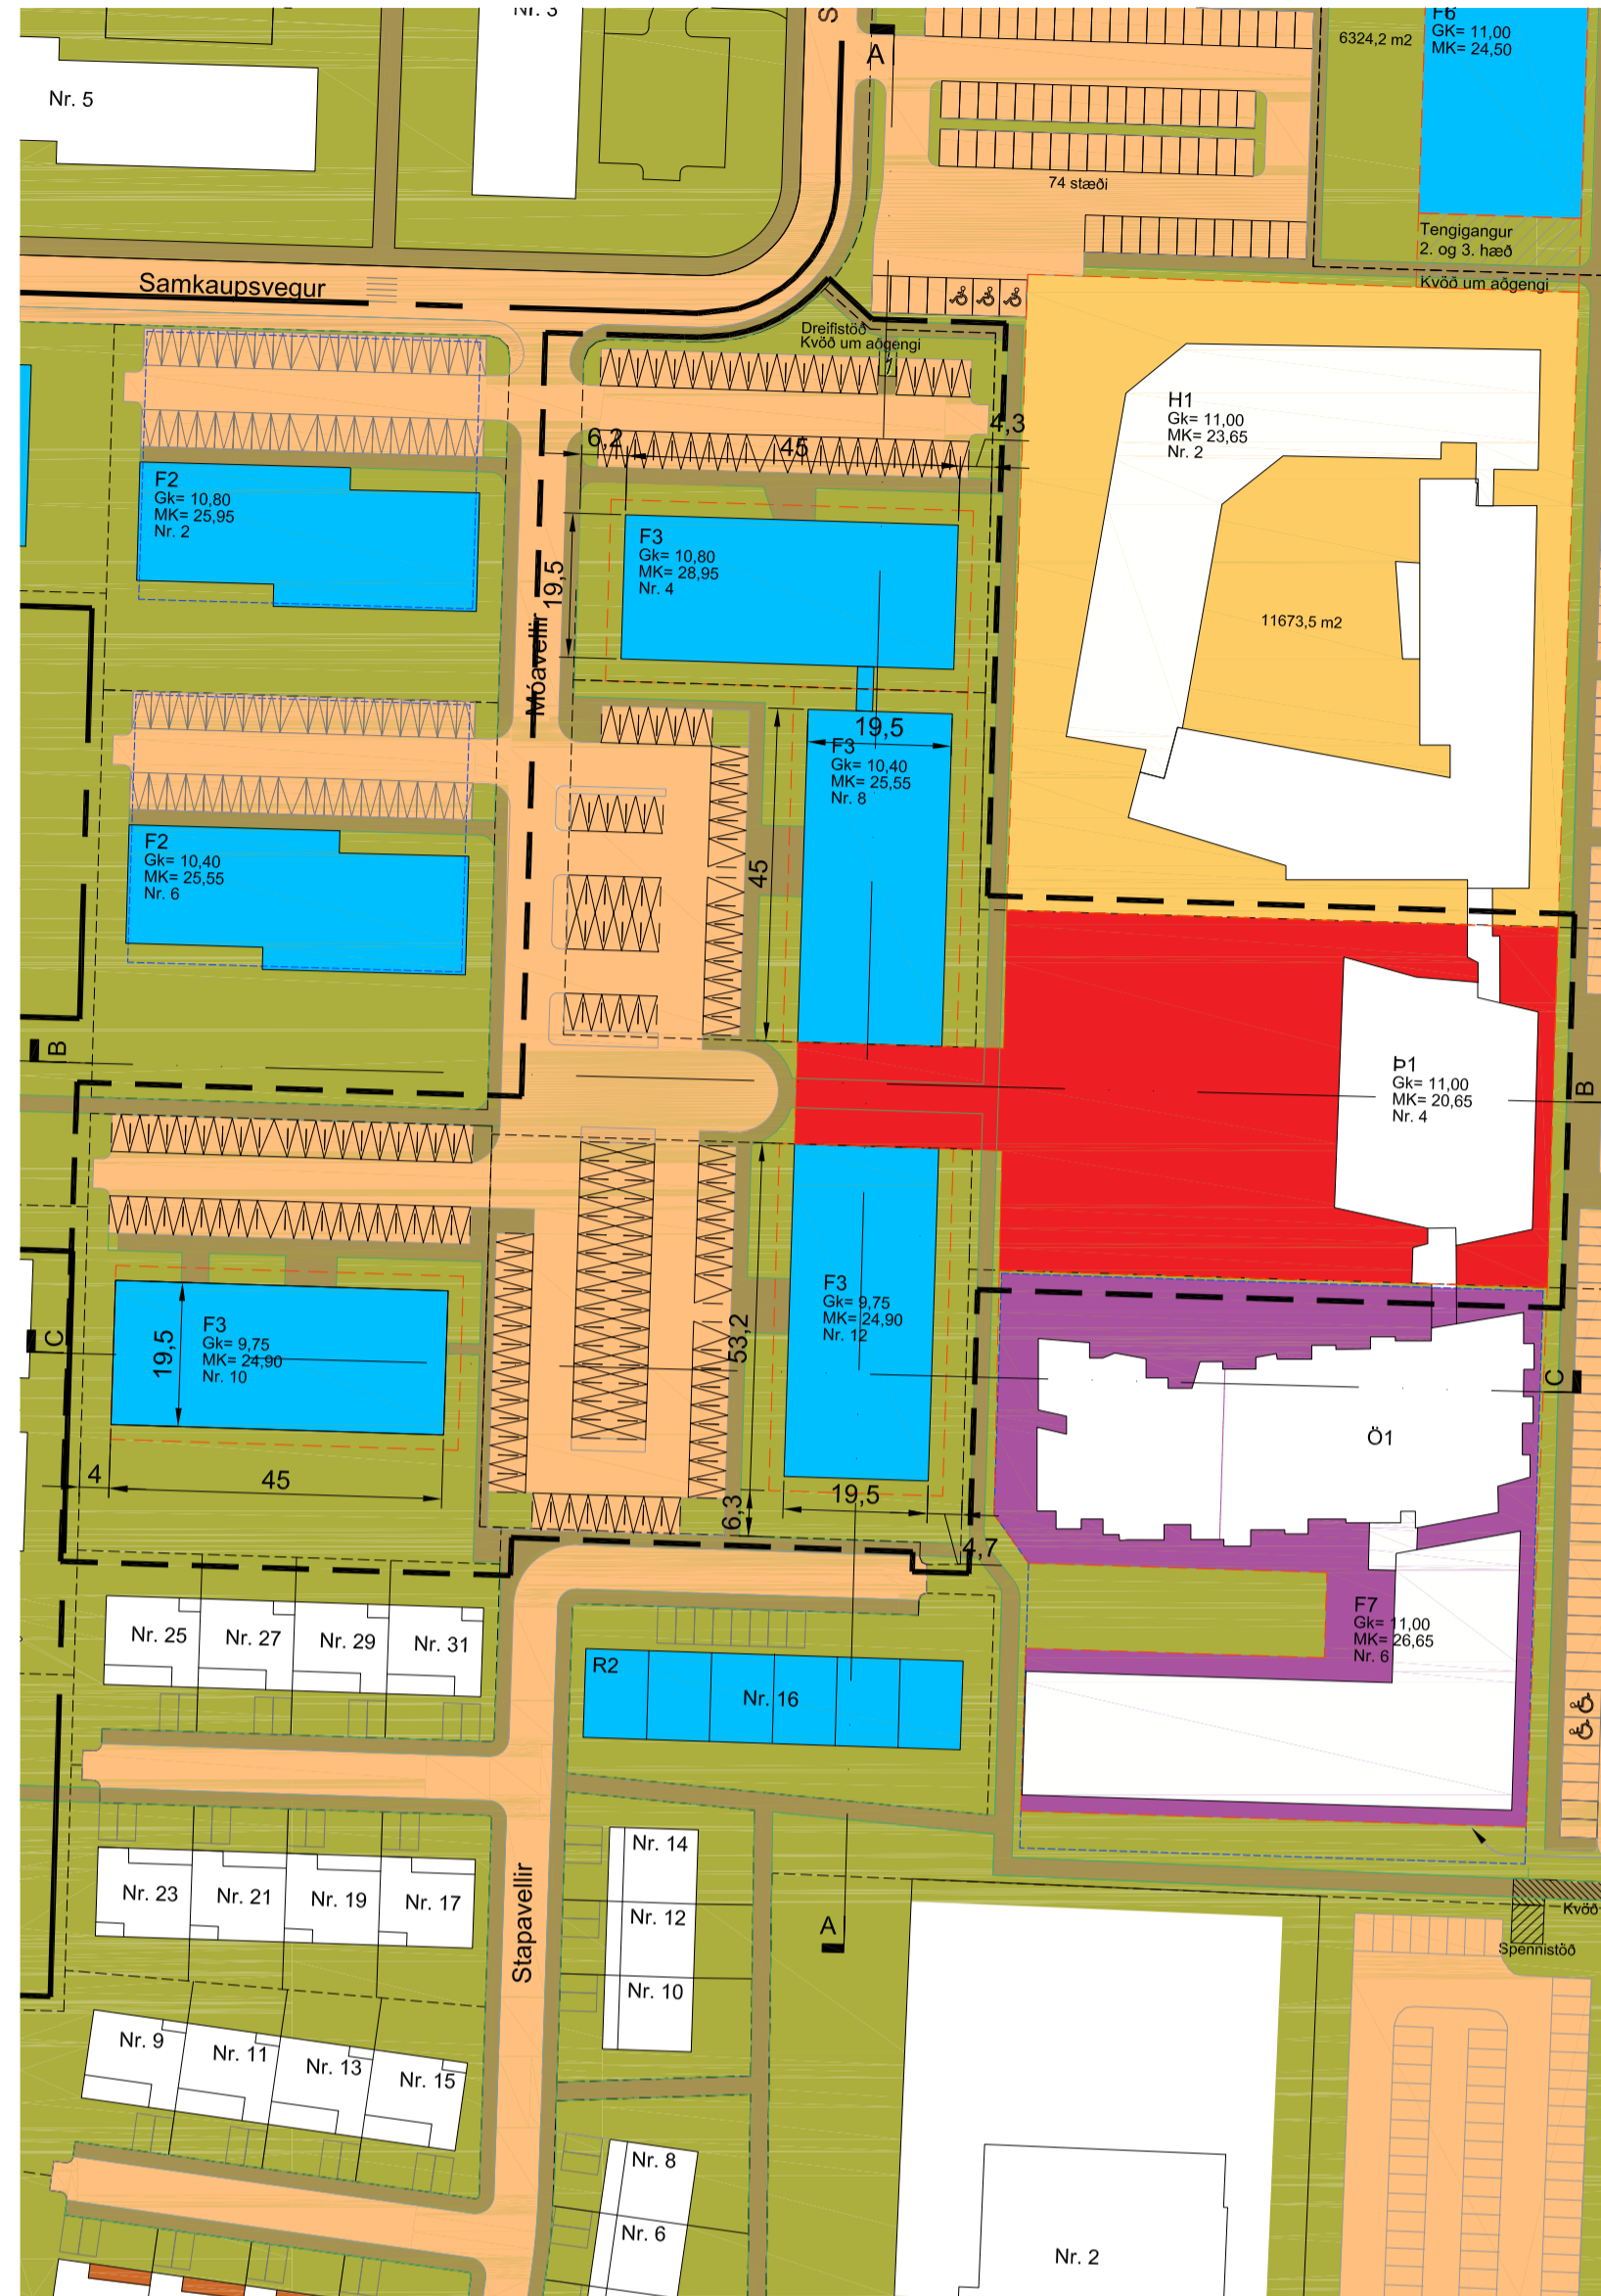 Nr. 3
A
6324,2 m2
F6
GK= 11,00
MK= 24,50
Nr. 5
74 stæði
Tengigangur
2. og 3. hæð
Kvöð um aðgengi
Samkaupsvegur
Dreifistöð
Kvöð um aðgengi
H1
Gk= 11,00
MK= 23,65
Nr. 2
6,2
45
4,3
F2
Gk= 10,80
MK= 25,95
Nr. 2
F3
Gk= 10,80
MK= 28,95
Nr. 4
19,5
11673,5 m2
Móavellir
19,5
F3
Gk= 10,40
MK= 25,55
Nr. 8
45
F2
Gk= 10,40
MK= 25,55
Nr. 6
B
Þ1
Gk= 11,00
MK= 20,65
Nr. 4
B
F3
Gk= 9,75
MK= 24,90
Nr. 12
53,2
F3
Gk= 9,75
MK= 24,90
Nr. 10
19,5
C
C
Ö1
4
45
19,5
6,3
4,7
F7
Gk= 11,00
MK= 26,65
Nr. 6
Nr. 25
Nr. 27
Nr. 29
Nr. 31
R2
Nr. 16
Nr. 14
Nr. 12
Nr. 10
Nr. 23
Nr. 21
Nr. 19
Nr. 17
Stapavellir
A
Kvöð
Spennistöð
Nr. 9
Nr. 11
Nr. 13
Nr. 15
Nr. 8
Nr. 6
Nr. 2